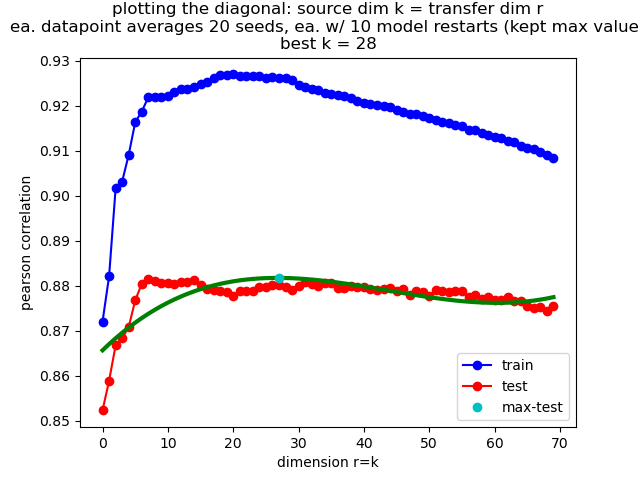 plotting the diagonal: source dim k = transfer dim r
ea. datapoint averages 20 seeds, ea. w/ 10 model restarts (kept max value
best k = 28
0.93
0.92
0.91
0.90
0.89
0.88
0.87
0.86
0.85
pearson correlation
train
test
max-test
0 10 20 30 40 50 60 70
dimension r=k